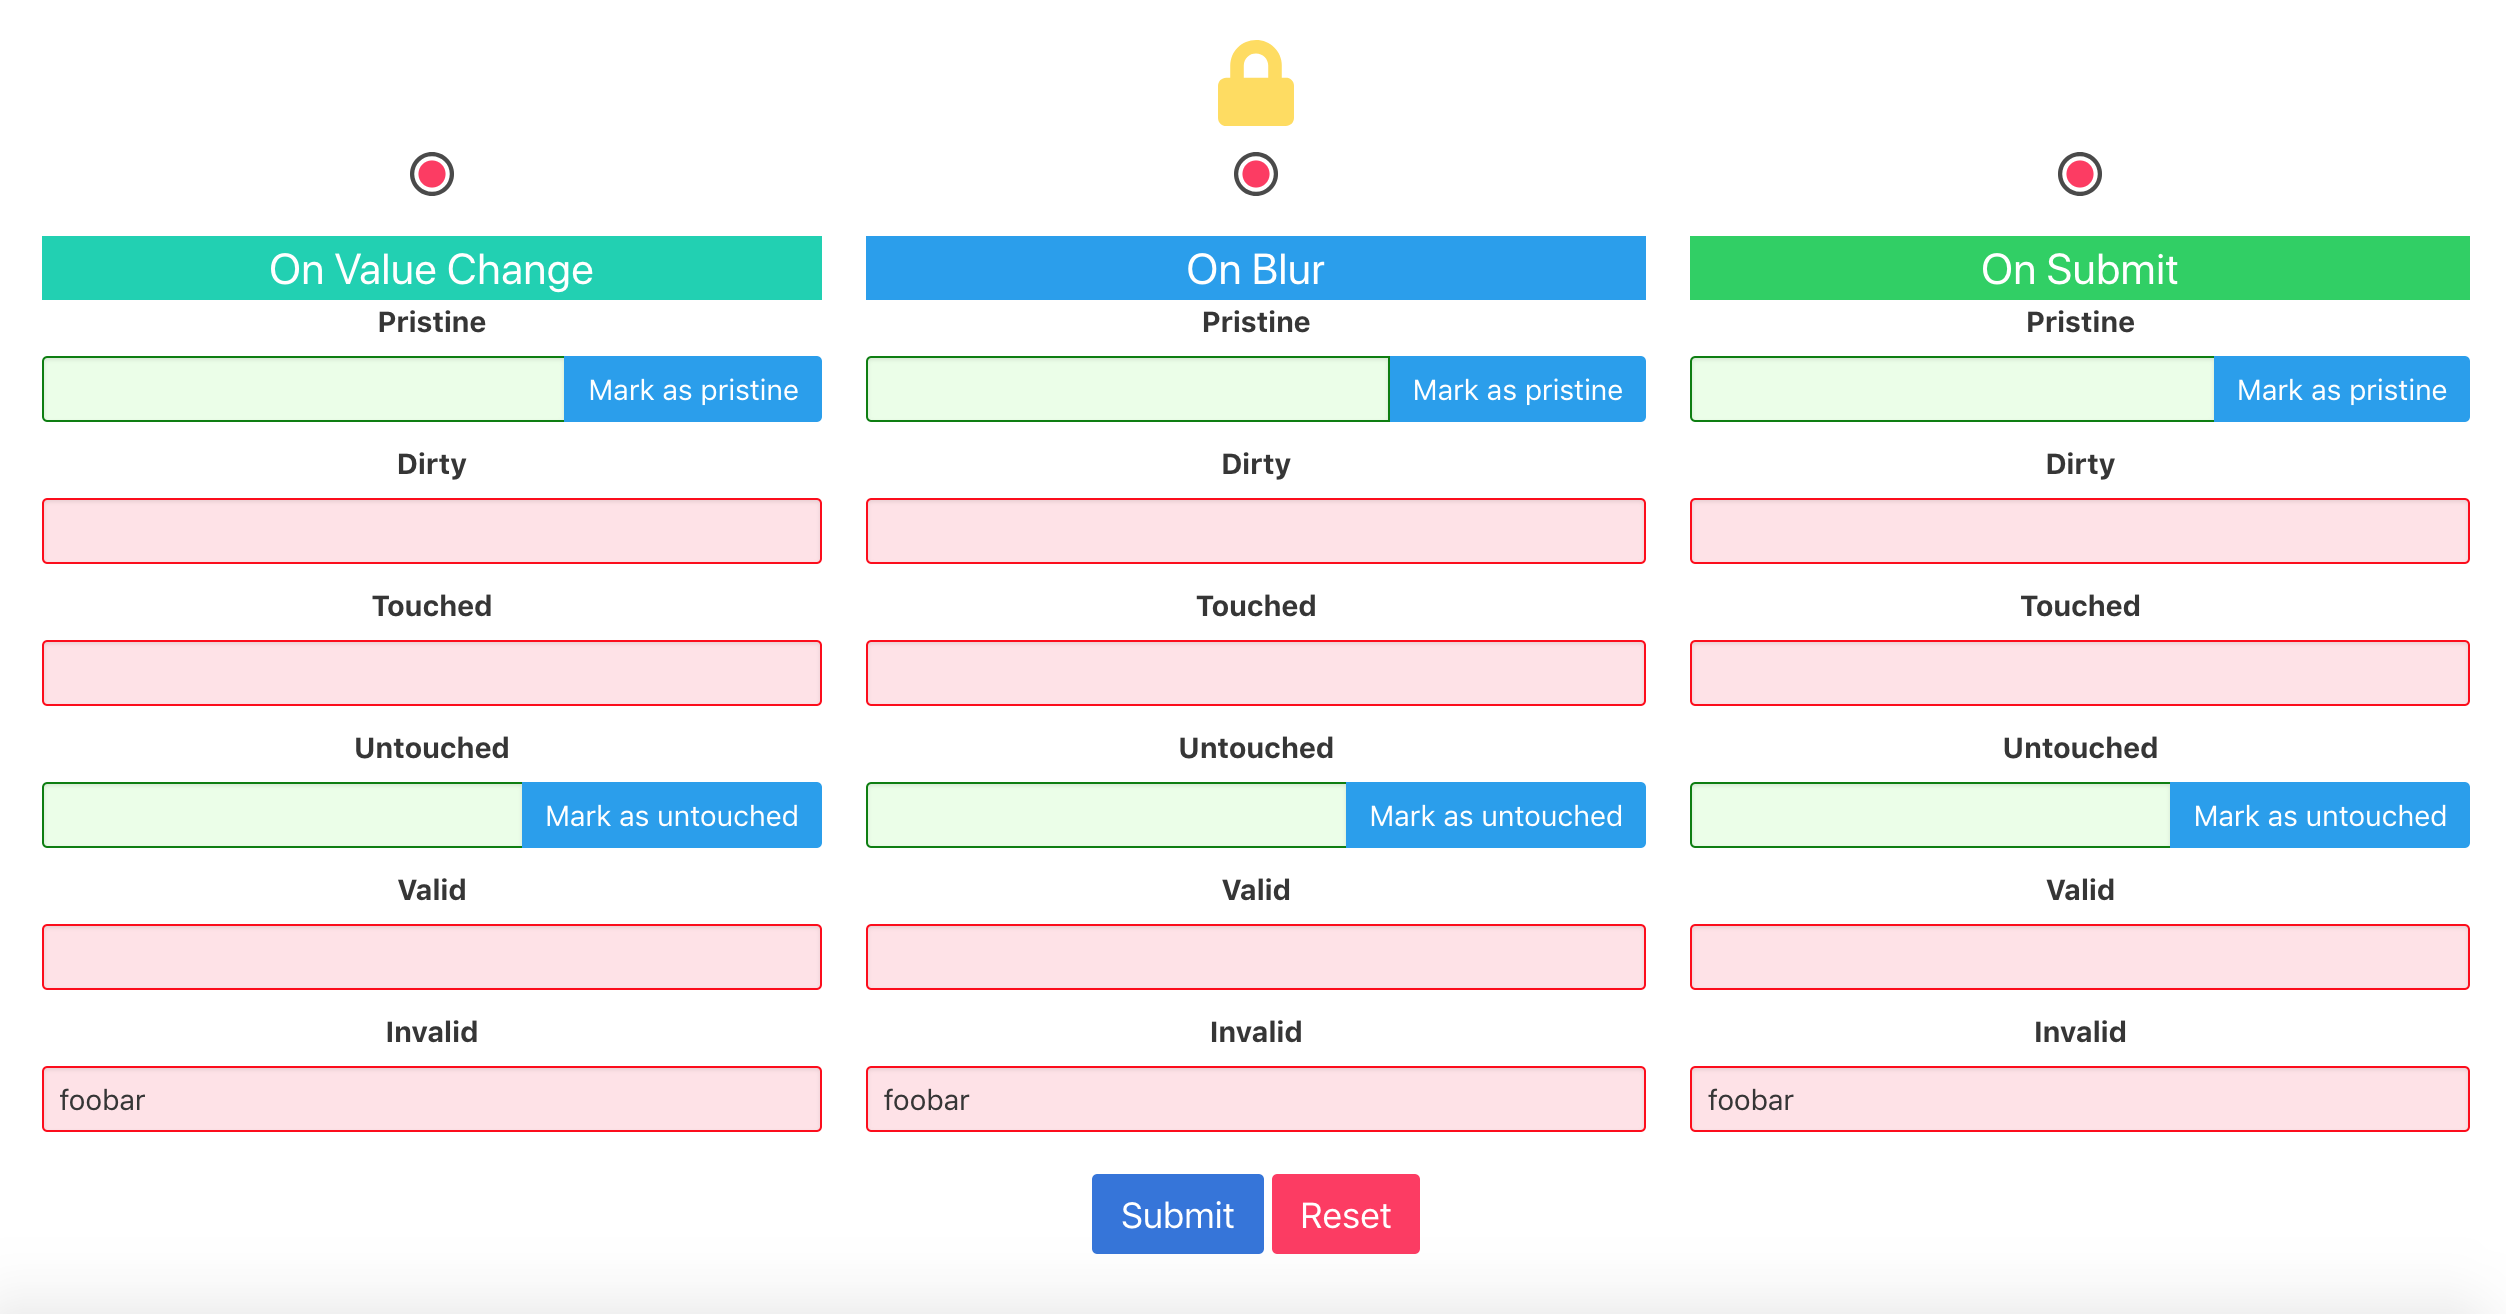 On Value Change
Pristine
Mark as pristine
Dirty
Touched
Untouched
Mark as untouched
Valid
Invalid
foobar
On Blur
Pristine
Mark as pristine
Dirty
Touched
Untouched
Mark as untouched
Valid
Invalid
foobar
On Submit
Pristine
Mark as pristine
Dirty
Touched
Untouched
Mark as untouched
Valid
Invalid
foobar
Submit
Reset